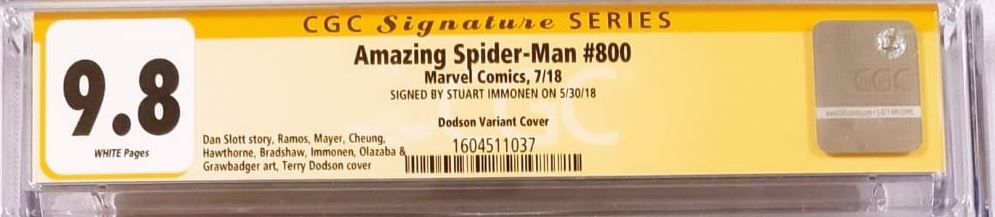 CGC Signature SERIES
Amazing Spider-Man #800
Marvel Comics, 7/18
SIGNED BY STUART IMMONEN ON 5/30/18
Dodson Variant Cover
9.8
WHITE Pages
Dan Slott story, Ramos, Mayer, Cheung,
Hawthorne, Bradshaw, Immonen, Olazaba &
Grawbadger art, Terry Dodson cover
1604511037
CGC